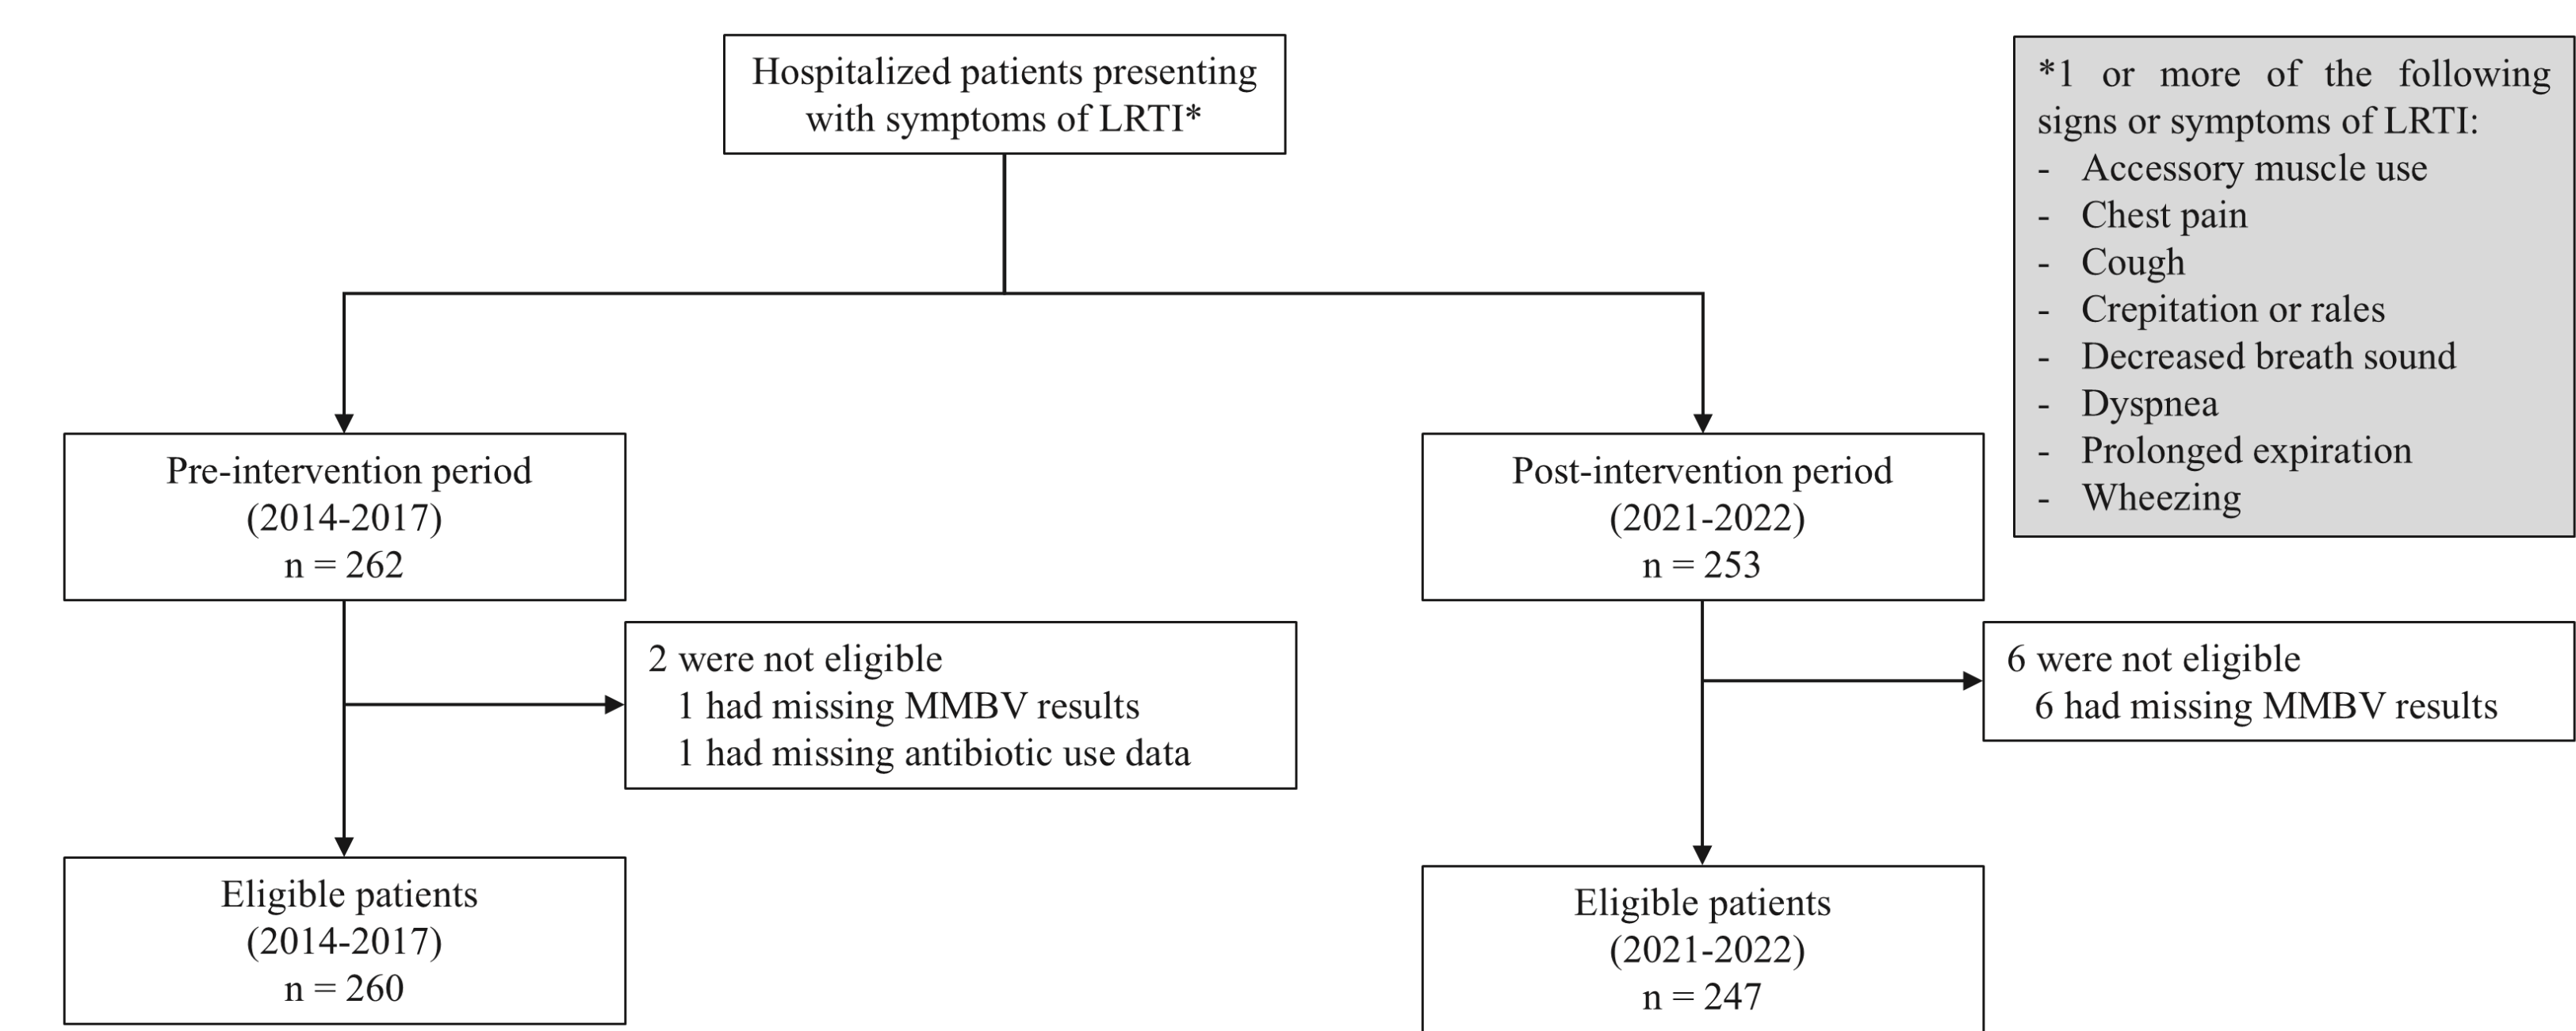 Hospitalized patients presenting
with symptoms of LRTI*
*1 or more of the following
signs or symptoms of LRTI:
- Accessory muscle use
- Chest pain
- Cough
- Crepitation or rales
- Decreased breath sound
- Dyspnea
- Prolonged expiration
- Wheezing
Pre-intervention period
(2014-2017)
n = 262
Post-intervention period
(2021-2022)
n = 253
2 were not eligible
1 had missing MMBV results
1 had missing antibiotic use data
6 were not eligible
6 had missing MMBV results
Eligible patients
(2014-2017)
n = 260
Eligible patients
(2021-2022)
n = 247